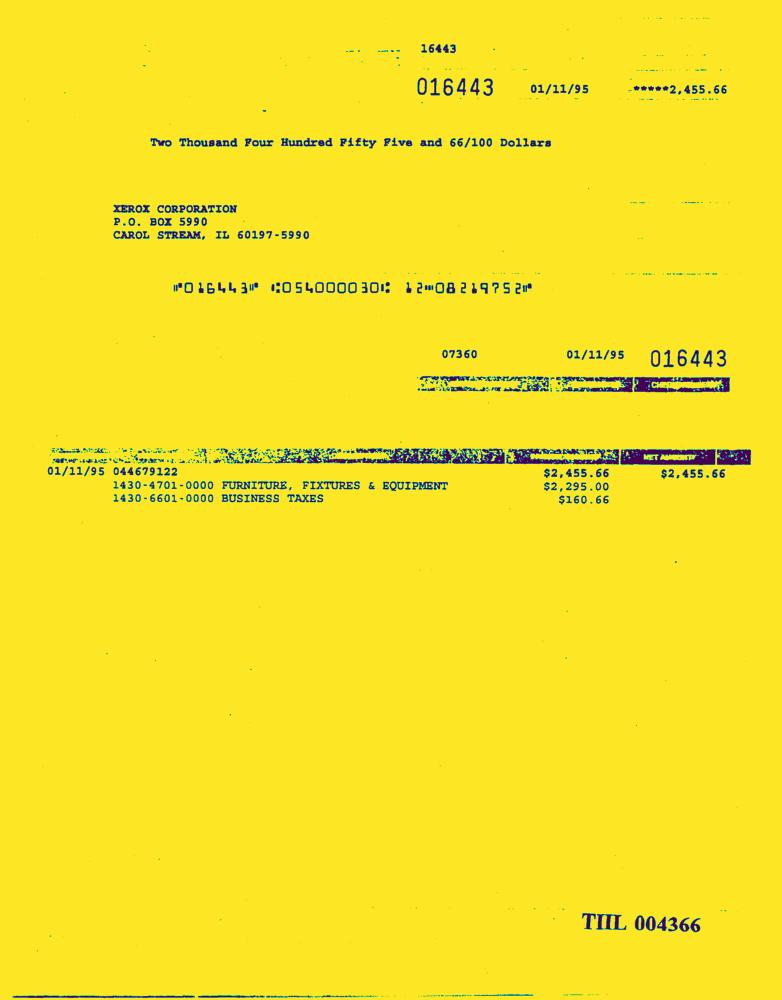 16443
016443 01/11/95 *****2,455.66
Two Thousand Four Hundred Fifty Five and 66/100 Dollars
XEROX CORPORATION
P.O. BOX 5990
CAROL STREAM, IL 60197-5990
⑈016443⑈ ⑆054000030⑆ 12⑉08219752⑈
07360 01/11/95 016443
NET AMOUNT
01/11/95 044679122 $2,455.66 $2,455.66
1430-4701-0000 FURNITURE, FIXTURES & EQUIPMENT $2,295.00
1430-6601-0000 BUSINESS TAXES $160.66
TIIL 004366